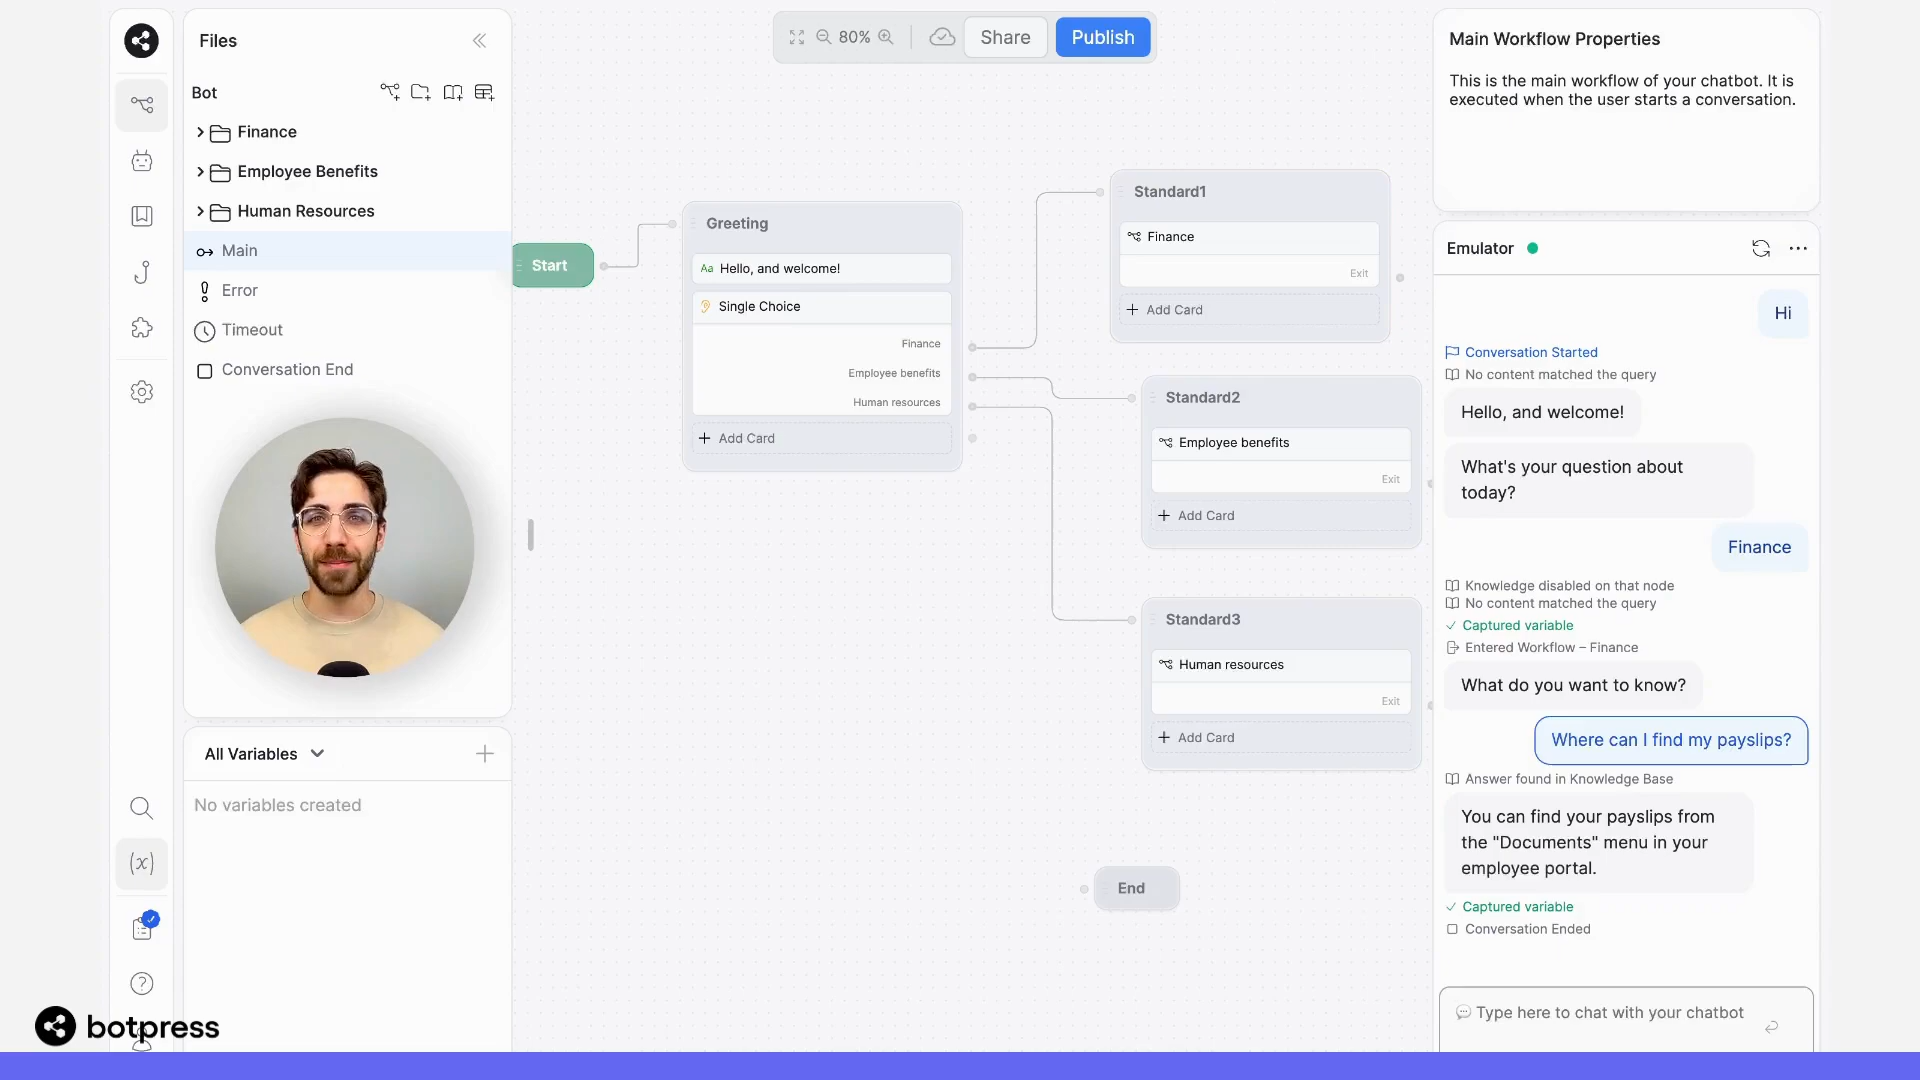 Files
Bot
Finance
Employee Benefits
Human Resources
Main
Error
Timeout
Conversation End
All Variables
No variables created
(x)
botpress
80%
Share
Publish
Start
Greeting
Aa Hello, and welcome!
Single Choice
Finance
Employee benefits
Human resources
+ Add Card
Standard1
Finance
Exit
+ Add Card
Standard2
Employee benefits
Exit
+ Add Card
Standard3
Human resources
Exit
+ Add Card
End
Main Workflow Properties
This is the main workflow of your chatbot. It is
executed when the user starts a conversation.
Emulator
Hi
Conversation Started
No content matched the query
Hello, and welcome!
What's your question about
today?
Finance
Knowledge disabled on that node
No content matched the query
Captured variable
Entered Workflow – Finance
What do you want to know?
Where can I find my payslips?
Answer found in Knowledge Base
You can find your payslips from
the "Documents" menu in your
employee portal.
Captured variable
Conversation Ended
Type here to chat with your chatbot